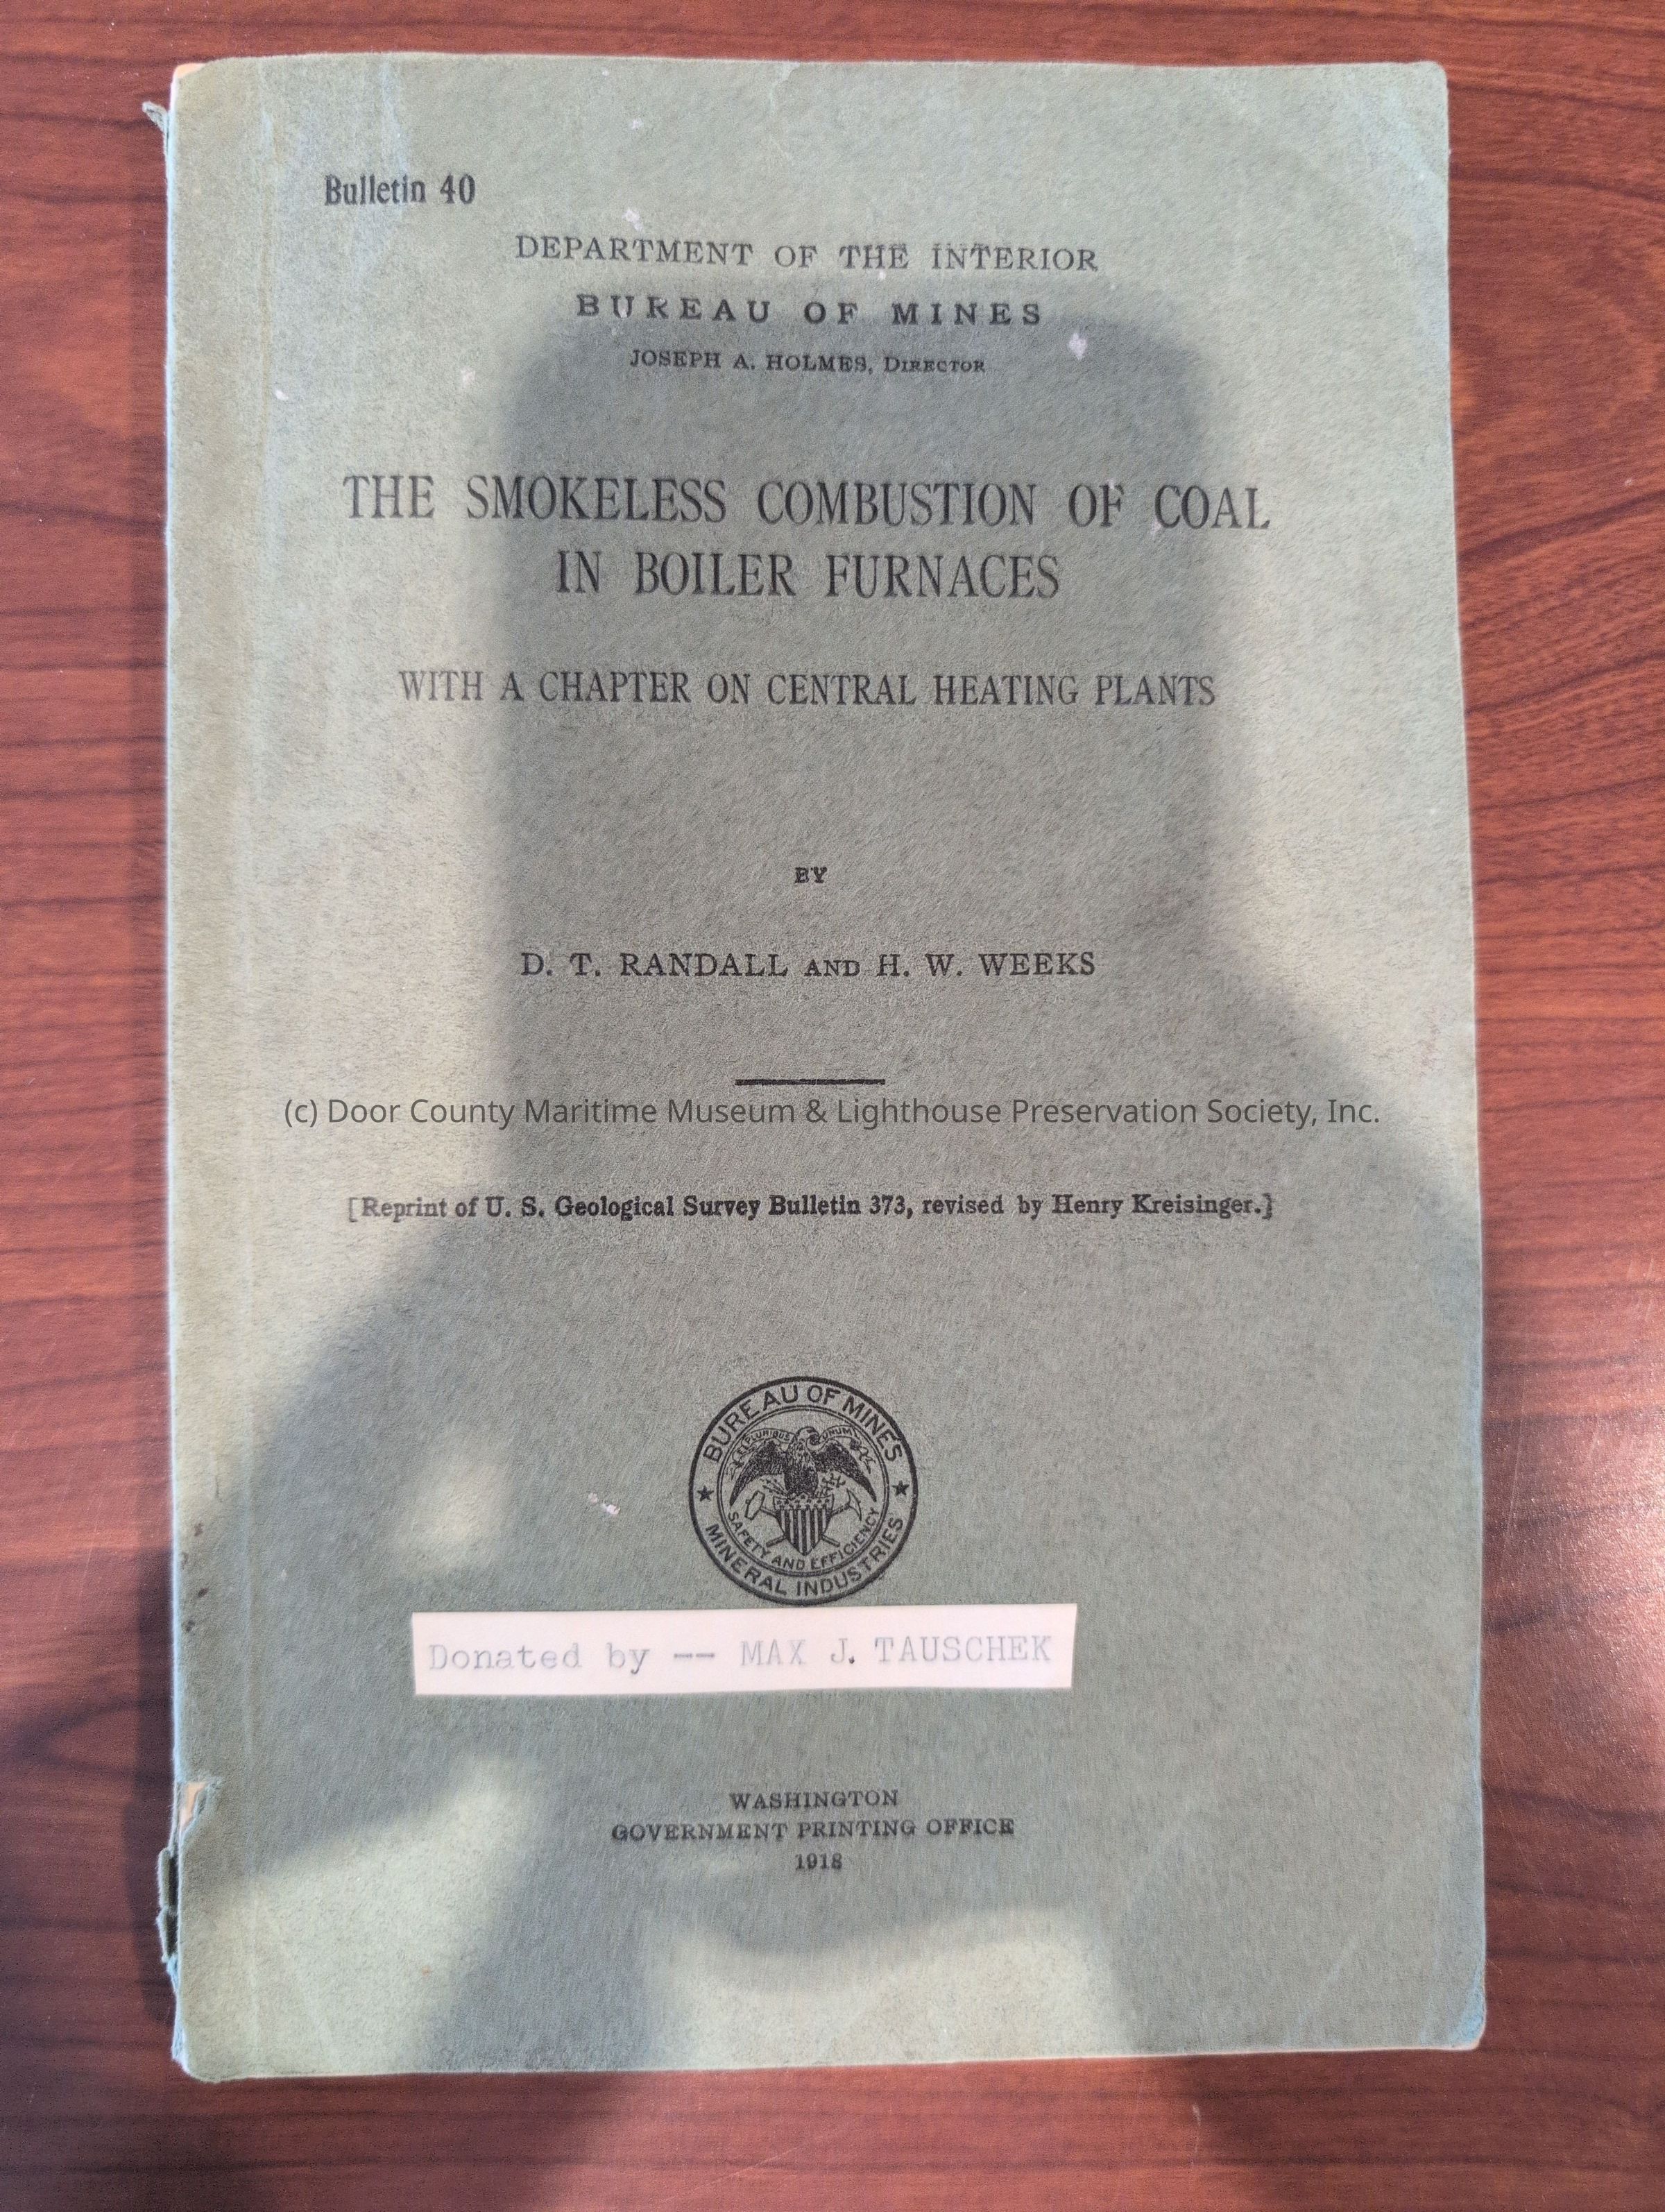 Bulletin 40
DEPARTMENT OF THE INTERIOR
BUREAU OF MINES
JOSEPH A. HOLMES, DIRECTOR
THE SMOKELESS COMBUSTION OF COAL
IN BOILER FURNACES
WITH A CHAPTER ON CENTRAL HEATING PLANTS
BY
D. T. RANDALL AND H. W. WEEKS
(c) Door County Maritime Museum & Lighthouse Preservation Society, Inc.
[Reprint of U. S. Geological Survey Bulletin 373, revised by Henry Kreisinger.]
BUREAU OF MINES
E PLURIBUS UNUM
SAFETY AND EFFICIENCY
MINERAL INDUSTRIES
Donated by -- MAX J. TAUSCHEK
WASHINGTON
GOVERNMENT PRINTING OFFICE
1918